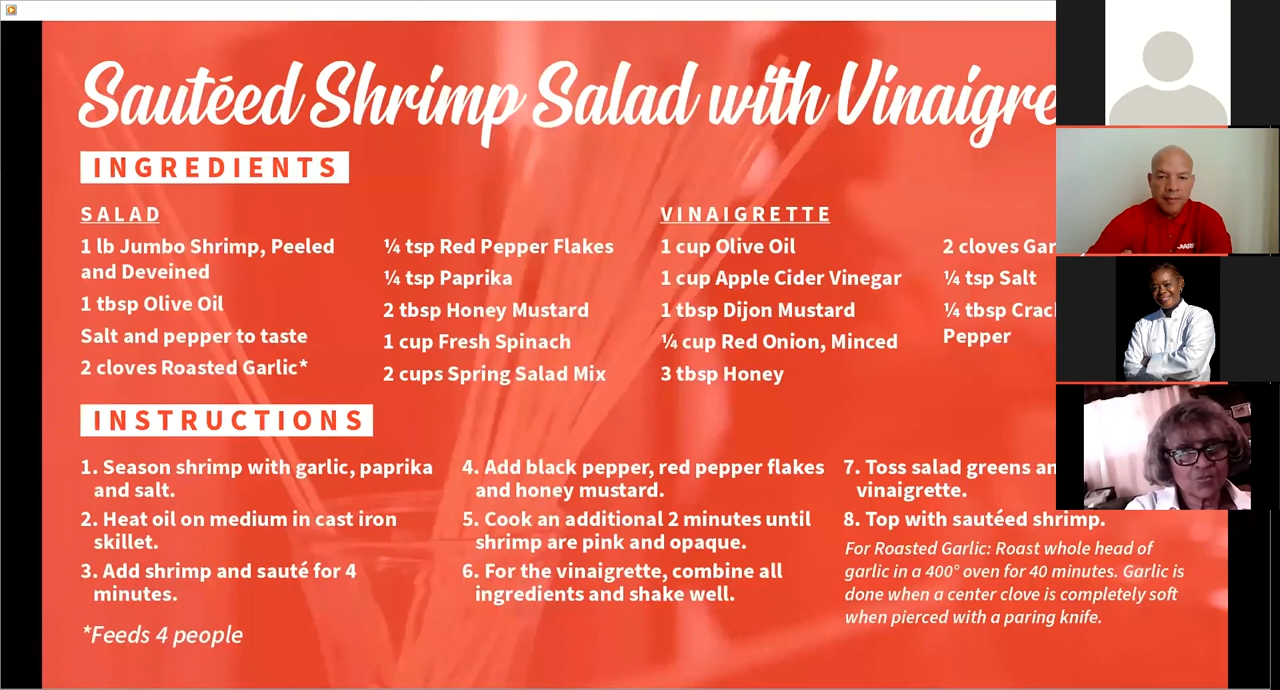 Sautéed Shrimp Salad with Vinaigre
INGREDIENTS
SALAD
1 lb Jumbo Shrimp, Peeled
and Deveined
1 tbsp Olive Oil
Salt and pepper to taste
2 cloves Roasted Garlic*
¼ tsp Red Pepper Flakes
¼ tsp Paprika
2 tbsp Honey Mustard
1 cup Fresh Spinach
2 cups Spring Salad Mix
VINAIGRETTE
1 cup Olive Oil
1 cup Apple Cider Vinegar
1 tbsp Dijon Mustard
¼ cup Red Onion, Minced
3 tbsp Honey
2 cloves Gar
¼ tsp Salt
¼ tbsp Crac
Pepper
INSTRUCTIONS
1. Season shrimp with garlic, paprika
and salt.
2. Heat oil on medium in cast iron
skillet.
3. Add shrimp and sauté for 4
minutes.
4. Add black pepper, red pepper flakes
and honey mustard.
5. Cook an additional 2 minutes until
shrimp are pink and opaque.
6. For the vinaigrette, combine all
ingredients and shake well.
7. Toss salad greens an
vinaigrette.
8. Top with sautéed shrimp.
For Roasted Garlic: Roast whole head of
garlic in a 400° oven for 40 minutes. Garlic is
done when a center clove is completely soft
when pierced with a paring knife.
*Feeds 4 people
AARP